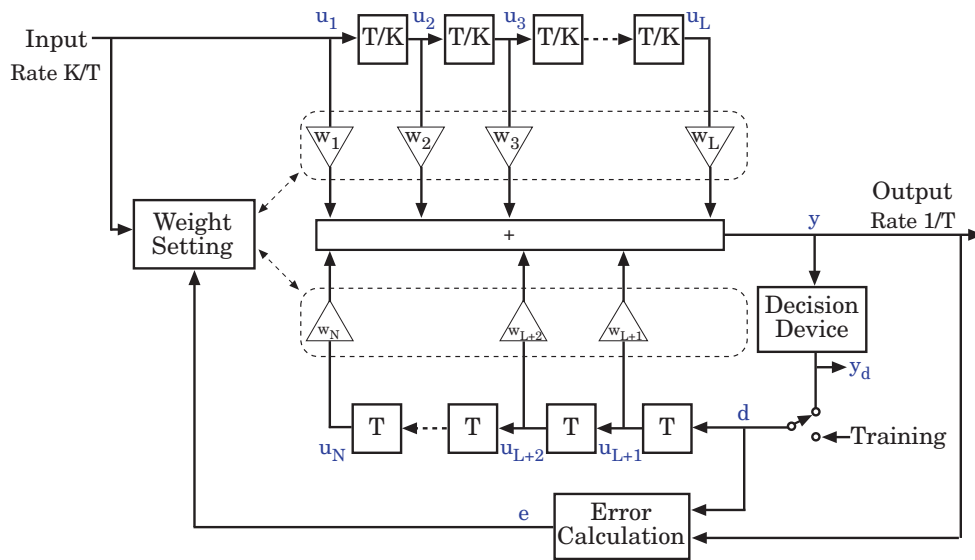 Input
Rate K/T
u1 u2 u3 uL
T/K T/K T/K T/K
w1 w2 w3 wL
Weight
Setting
+
y
Output
Rate 1/T
wN wL+2 wL+1
Decision
Device
yd
T T T T
d
Training
uN uL+2 uL+1
e
Error
Calculation